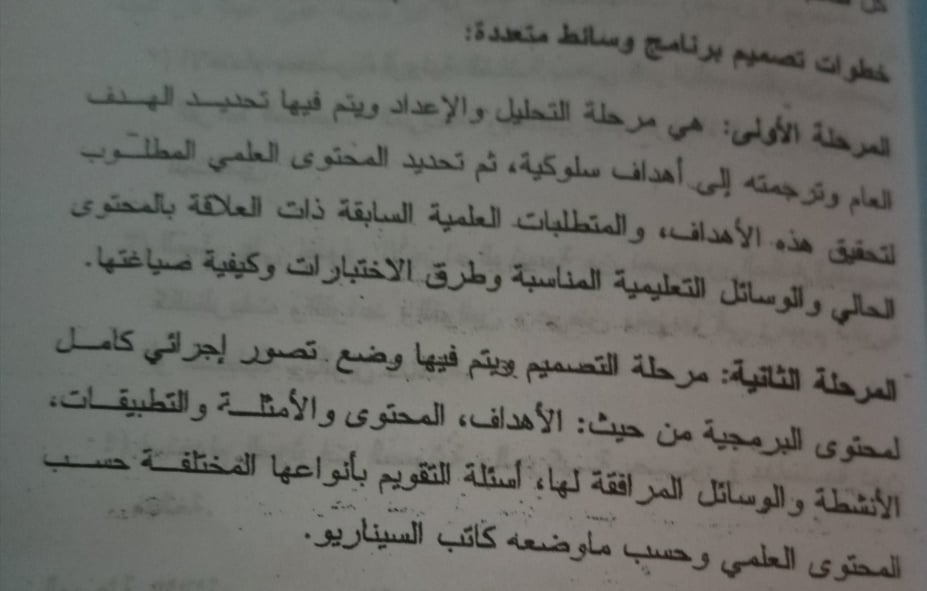 كل
خطوات تصميم برنامج وسائط متعددة:
المرحلة الأولى: هي مرحلة التحليل والإعداد ويتم فيها تحديد الهدف
العام وترجمته إلى أهداف سلوكية، ثم تحديد المحتوى العلمي المطلوب
لتحقيق هذه الأهداف، والمتطلبات العلمية السابقة ذات العلاقة بالمحتوى
الحالي والوسائل التعليمية المناسبة وطرق الاختبارات وكيفية صياغتها.
المرحلة الثانية: مرحلة التصميم ويتم فيها وضع تصور إجرائي كامل
لمحتوى البرمجية من حيث: الأهداف، المحتوى والأمثلة والتطبيقات،
الأنشطة والوسائل المرافقة لها، أسئلة للتقويم بأنواعها المختلفة حسب
المحتوى العلمي وحسب ماوضعه كاتب السيناريو.